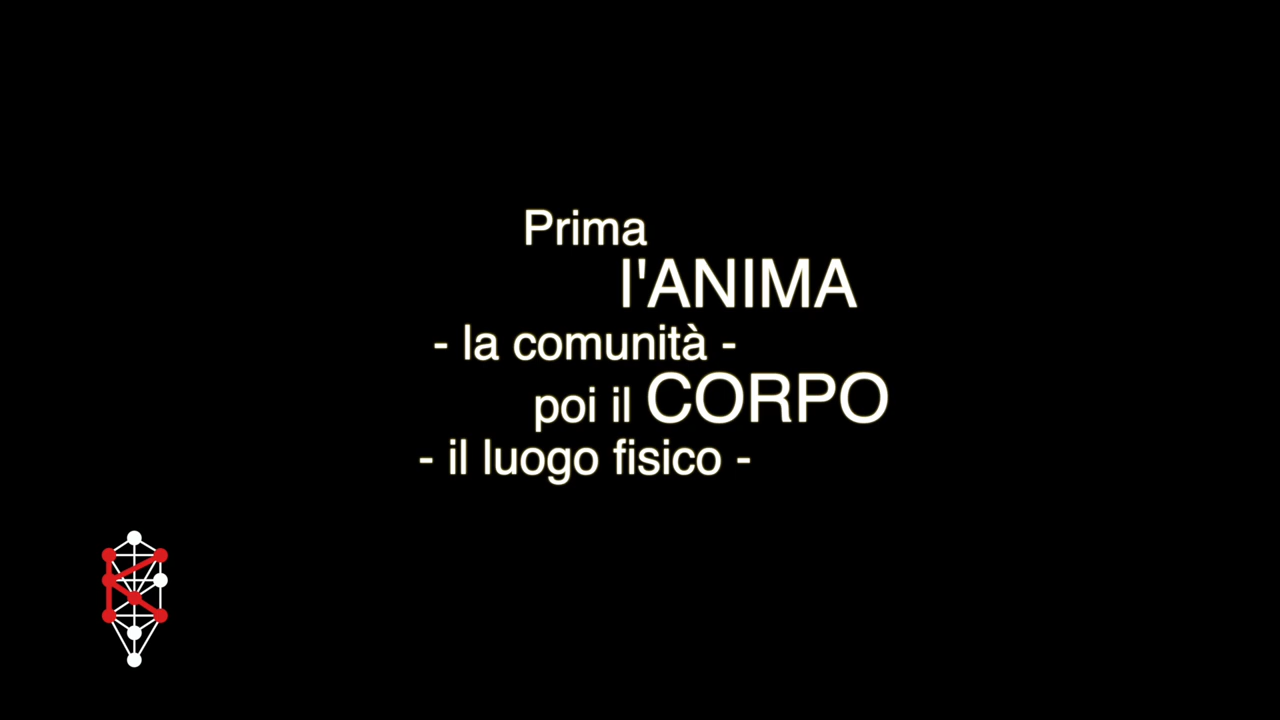 Prima
l'ANIMA
- la comunità -
poi il CORPO
- il luogo fisico -